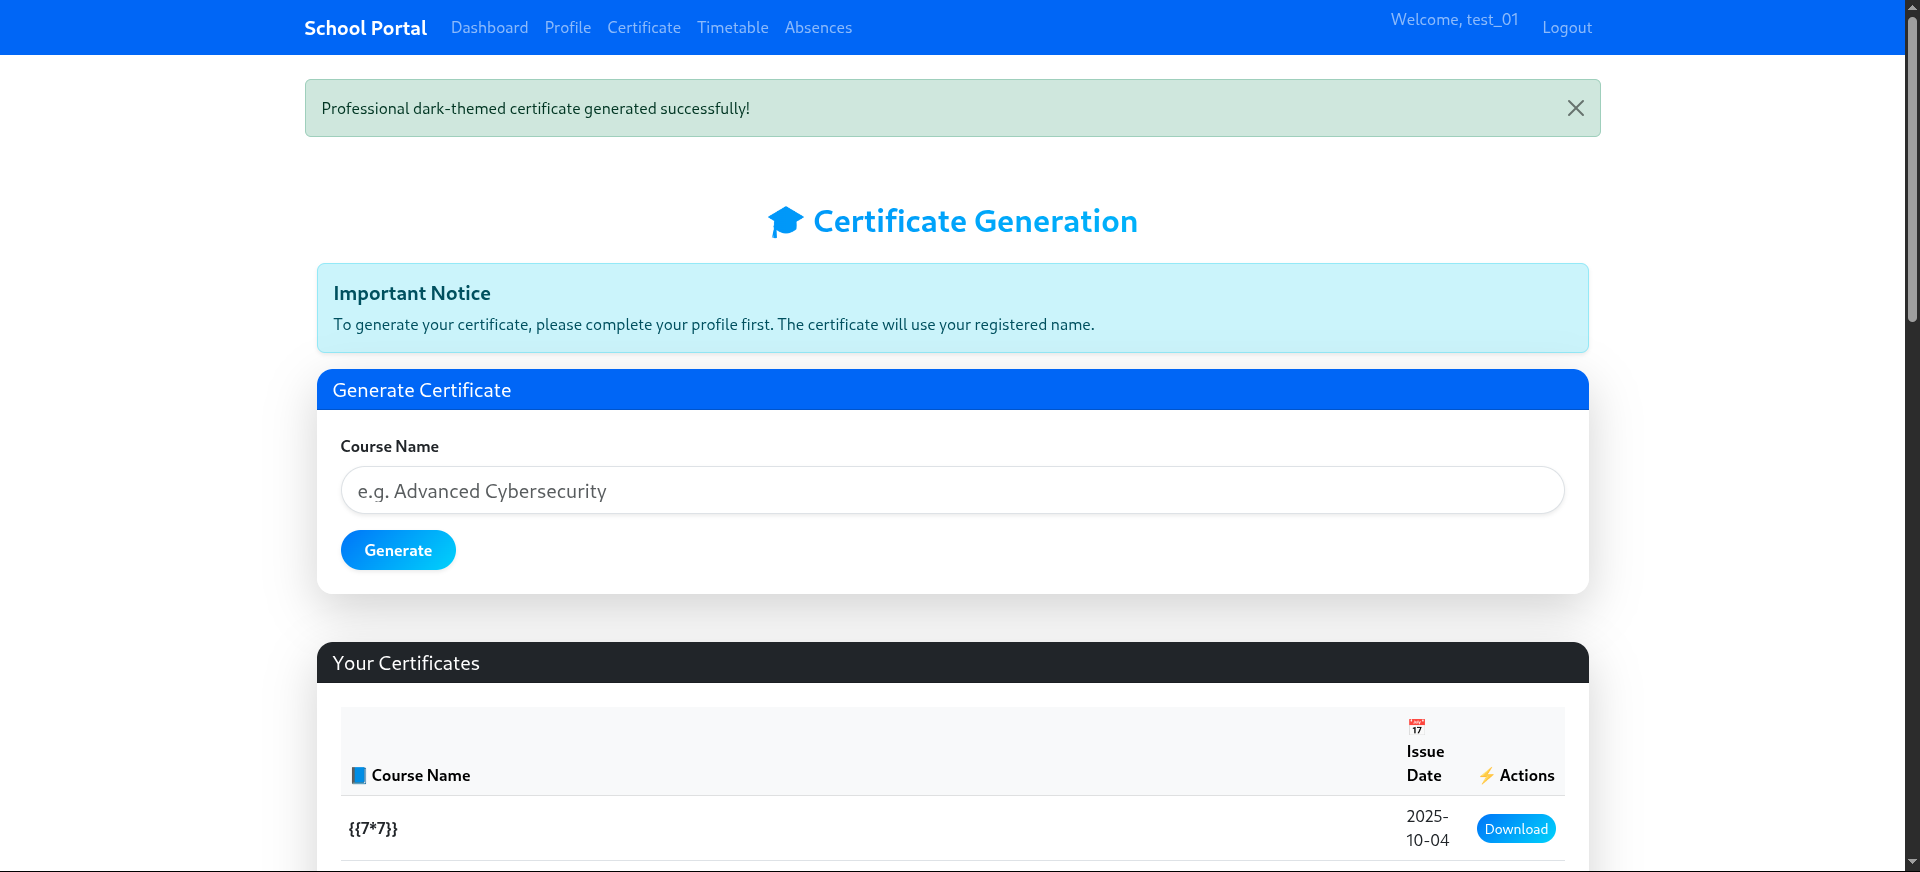 School Portal Dashboard Profile Certificate Timetable Absences Welcome, test_01 Logout
Professional dark-themed certificate generated successfully!
🎓 Certificate Generation
Important Notice
To generate your certificate, please complete your profile first. The certificate will use your registered name.
Generate Certificate
Course Name
e.g. Advanced Cybersecurity
Generate
Your Certificates
📘 Course Name
📅 Issue Date
⚡ Actions
{{7*7}}
2025-10-04
Download